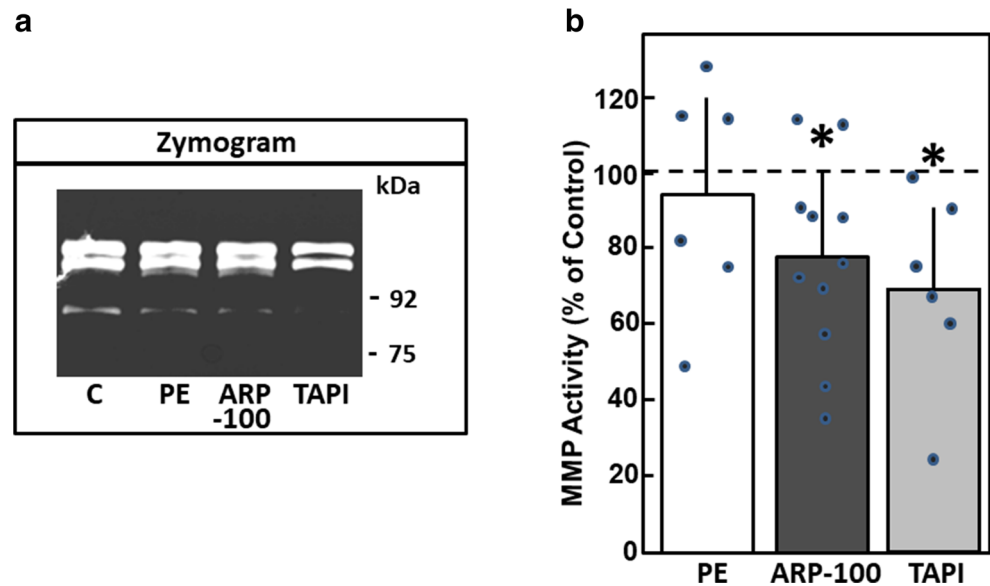 a
Zymogram
kDa
- 92
- 75
C PE ARP TAPI
-100
b
MMP Activity (% of Control)
120
100
80
60
40
20
0
*
*
PE ARP-100 TAPI